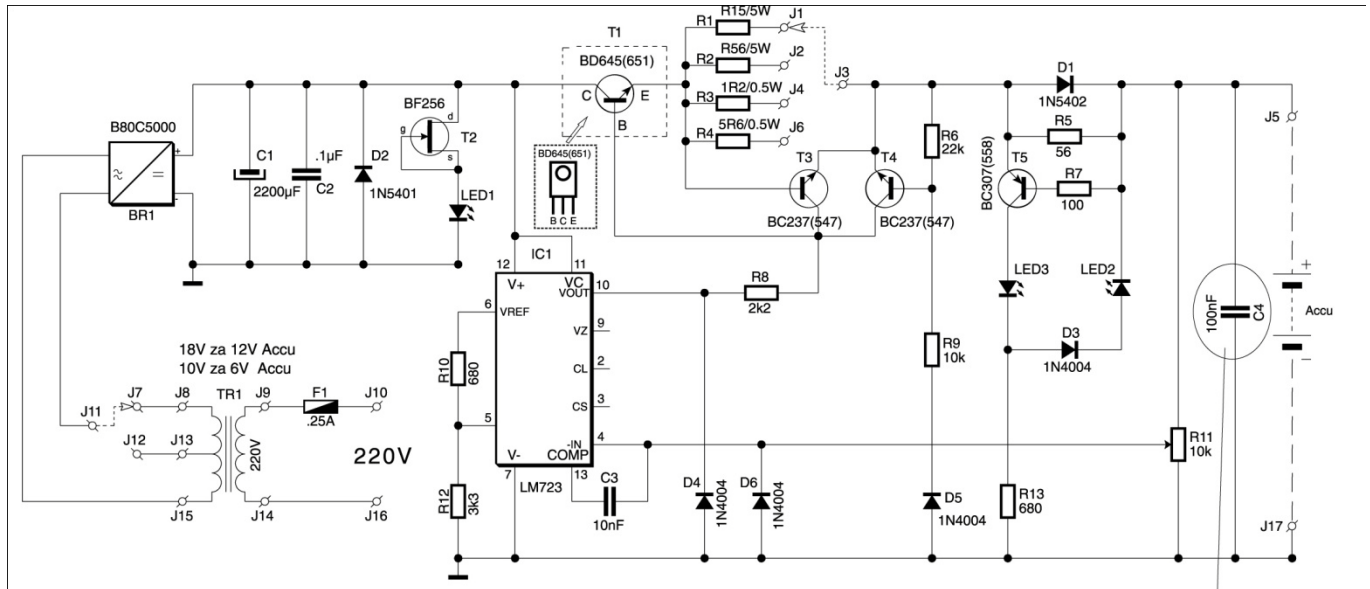 R1
R15/5W
J1
T1
BD645(651)
C
E
B
R2
R56/5W
J2
R3
1R2/0.5W
J4
R4
5R6/0.5W
J6
J3
D1
1N5402
R5
56
R6
22k
T5
BC307(558)
R7
100
J5
B80C5000
BR1
+
-
C1
2200µF
.1µF
C2
D2
1N5401
BF256
g
d
s
T2
LED1
BD645(651)
B C E
T3
BC237(547)
T4
BC237(547)
LED3
LED2
D3
1N4004
100nF
C4
+
Accu
-
IC1
12
11
V+
VC
VOUT
10
R8
2k2
6
VREF
VZ
9
CL
2
CS
3
-IN
4
5
COMP
13
V-
7
LM723
R10
680
R12
3k3
C3
10nF
D4
1N4004
D6
1N4004
R9
10k
D5
1N4004
R13
680
R11
10k
J17
18V za 12V Accu
10V za 6V Accu
J7
J8
TR1
J9
F1
.25A
J10
J11
J12
J13
220V
220V
J15
J14
J16